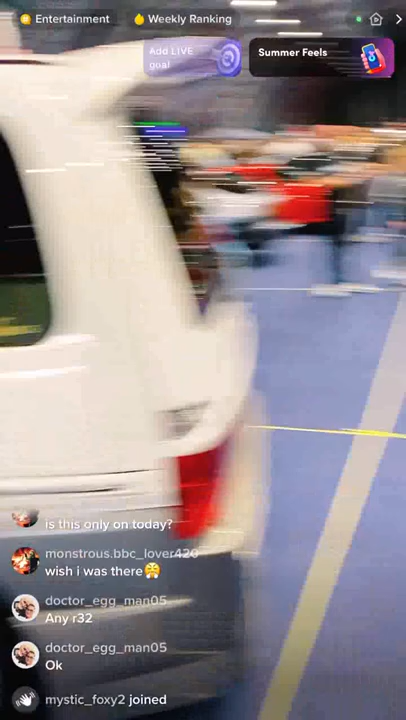 Entertainment
Weekly Ranking
Add LIVE
goal
Summer Feels
is this only on today?
monstrous.bbc_lover420
wish i was there😤
doctor_egg_man05
Any r32
doctor_egg_man05
Ok
mystic_foxy2 joined